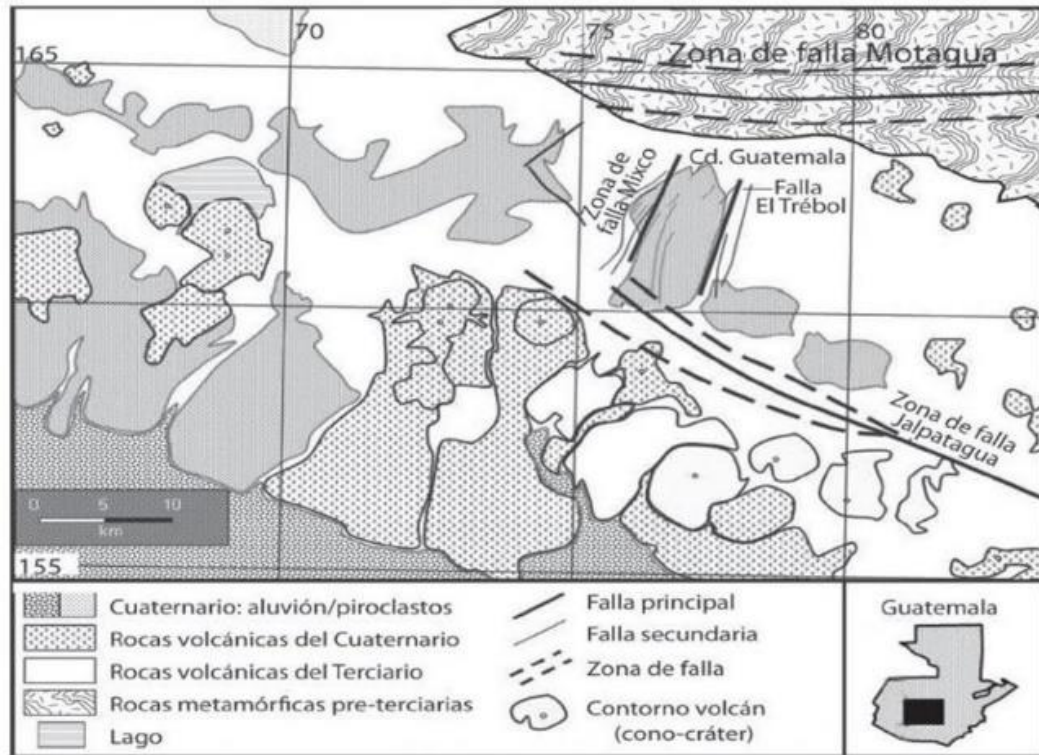 70
75
80
165
Zona de falla Motaqua
Zona de
falla Mixco
Cd. Guatemala
Falla
El Trébol
Zona de falla
Jalpatagua
0 5 10
km
155
Cuaternario: aluvión/piroclastos
Rocas volcánicas del Cuaternario
Rocas volcánicas del Terciario
Rocas metamórficas pre-terciarias
Lago
Falla principal
Falla secundaria
Zona de falla
Contorno volcán
(cono-cráter)
Guatemala